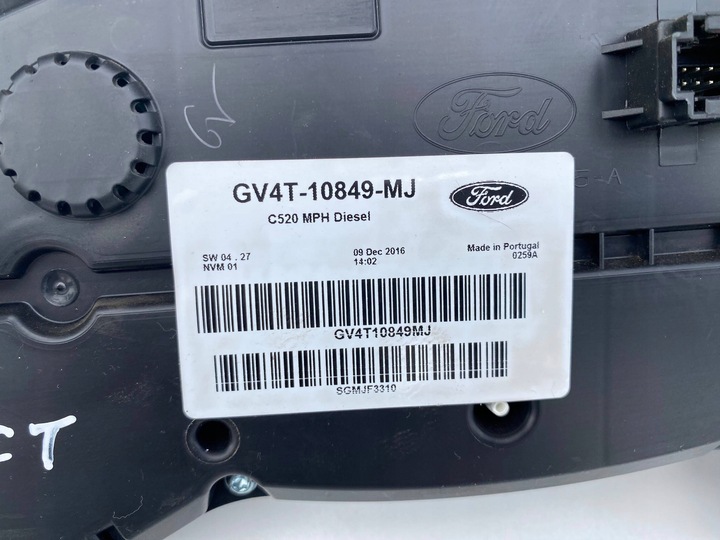 Ford
GV4T-10849-MJ
Ford
C520 MPH Diesel
SW 04 . 27
NVM 01
09 Dec 2016
14:02
Made in Portugal
0259A
GV4T10849MJ
SGMJF3310
CT